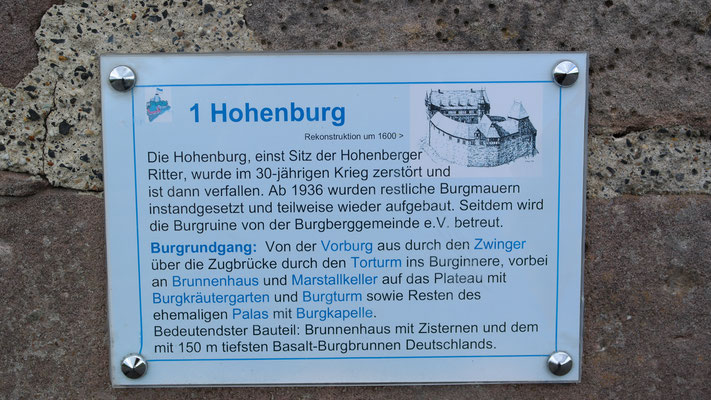 1 Hohenburg
Rekonstruktion um 1600 >
Die Hohenburg, einst Sitz der Hohenberger
Ritter, wurde im 30-jährigen Krieg zerstört und
ist dann verfallen. Ab 1936 wurden restliche Burgmauern
instandgesetzt und teilweise wieder aufgebaut. Seitdem wird
die Burgruine von der Burgberggemeinde e.V. betreut.
Burgrundgang: Von der Vorburg aus durch den Zwinger
über die Zugbrücke durch den Torturm ins Burginnere, vorbei
an Brunnenhaus und Marstallkeller auf das Plateau mit
Burgkräutergarten und Burgturm sowie Resten des
ehemaligen Palas mit Burgkapelle.
Bedeutendster Bauteil: Brunnenhaus mit Zisternen und dem
mit 150 m tiefsten Basalt-Burgbrunnen Deutschlands.